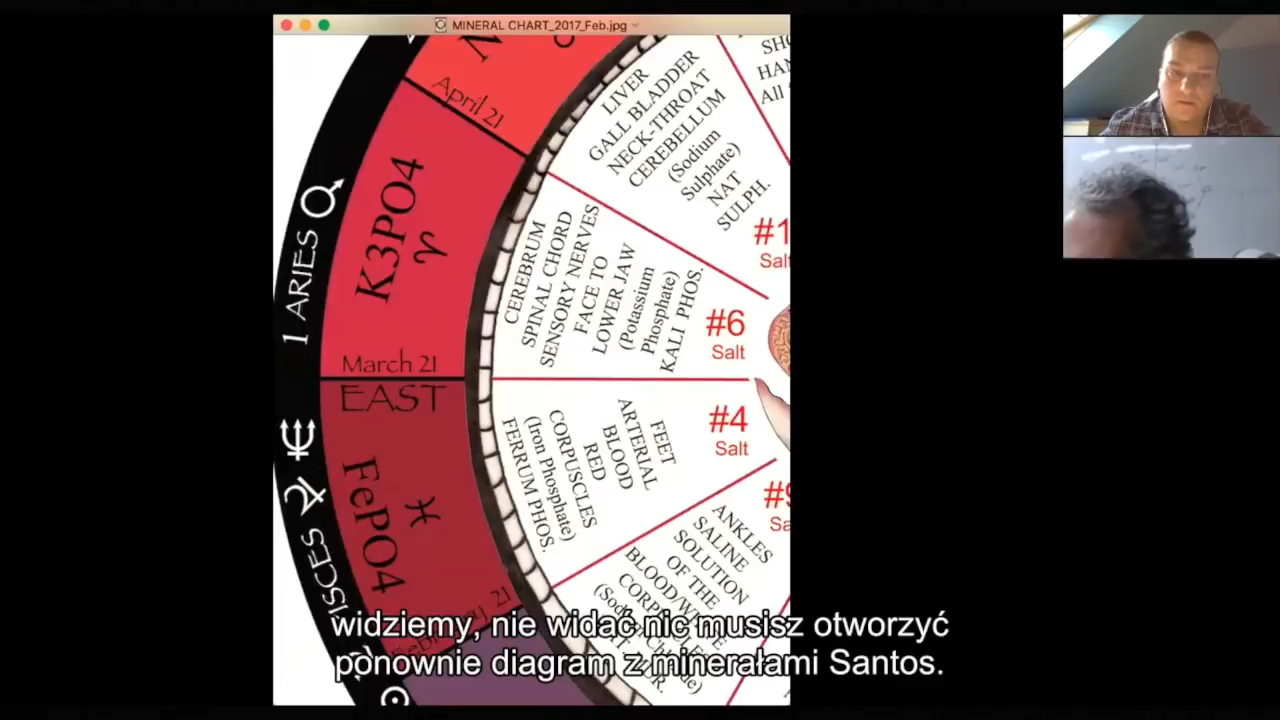 MINERAL CHART_2017_Feb.jpg
April 21
LIVER
GALL BLADDER
NECK-THROAT
CEREBELLUM
(Sodium
Sulphate)
NAT
SULPH.
#1
Salt
1 ARIES ♂
K3PO4
♈
March 21
CEREBRUM
SPINAL CHORD
SENSORY NERVES
FACE TO
LOWER JAW
(Potassium
Phosphate)
KALI PHOS.
#6
Salt
EAST
FePO4
♓
FEET
ARTERIAL
BLOOD
RED
CORPUSCLES
(Iron Phosphate)
FERRUM PHOS.
#4
Salt
ANKLES
SALINE
SOLUTION
OF THE
widziemy, nie widać nic musisz otworzyć
ponownie diagram z minerałami Santos.